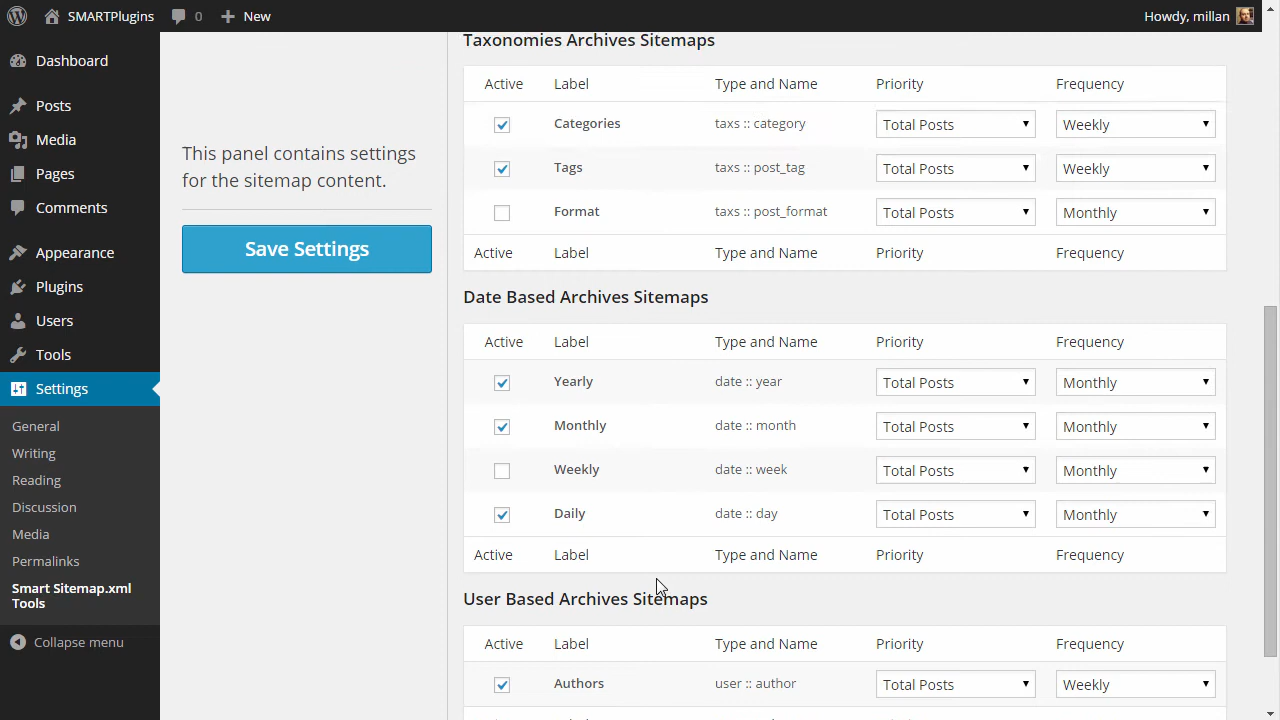 SMARTPlugins 0 New Howdy, millan
Dashboard
Posts
Media
Pages
Comments
Appearance
Plugins
Users
Tools
Settings
General
Writing
Reading
Discussion
Media
Permalinks
Smart Sitemap.xml
Tools
Collapse menu
This panel contains settings
for the sitemap content.
Save Settings
Taxonomies Archives Sitemaps
Active Label Type and Name Priority Frequency
Categories taxs :: category Total Posts Weekly
Tags taxs :: post_tag Total Posts Weekly
Format taxs :: post_format Total Posts Monthly
Active Label Type and Name Priority Frequency
Date Based Archives Sitemaps
Active Label Type and Name Priority Frequency
Yearly date :: year Total Posts Monthly
Monthly date :: month Total Posts Monthly
Weekly date :: week Total Posts Monthly
Daily date :: day Total Posts Monthly
Active Label Type and Name Priority Frequency
User Based Archives Sitemaps
Active Label Type and Name Priority Frequency
Authors user :: author Total Posts Weekly